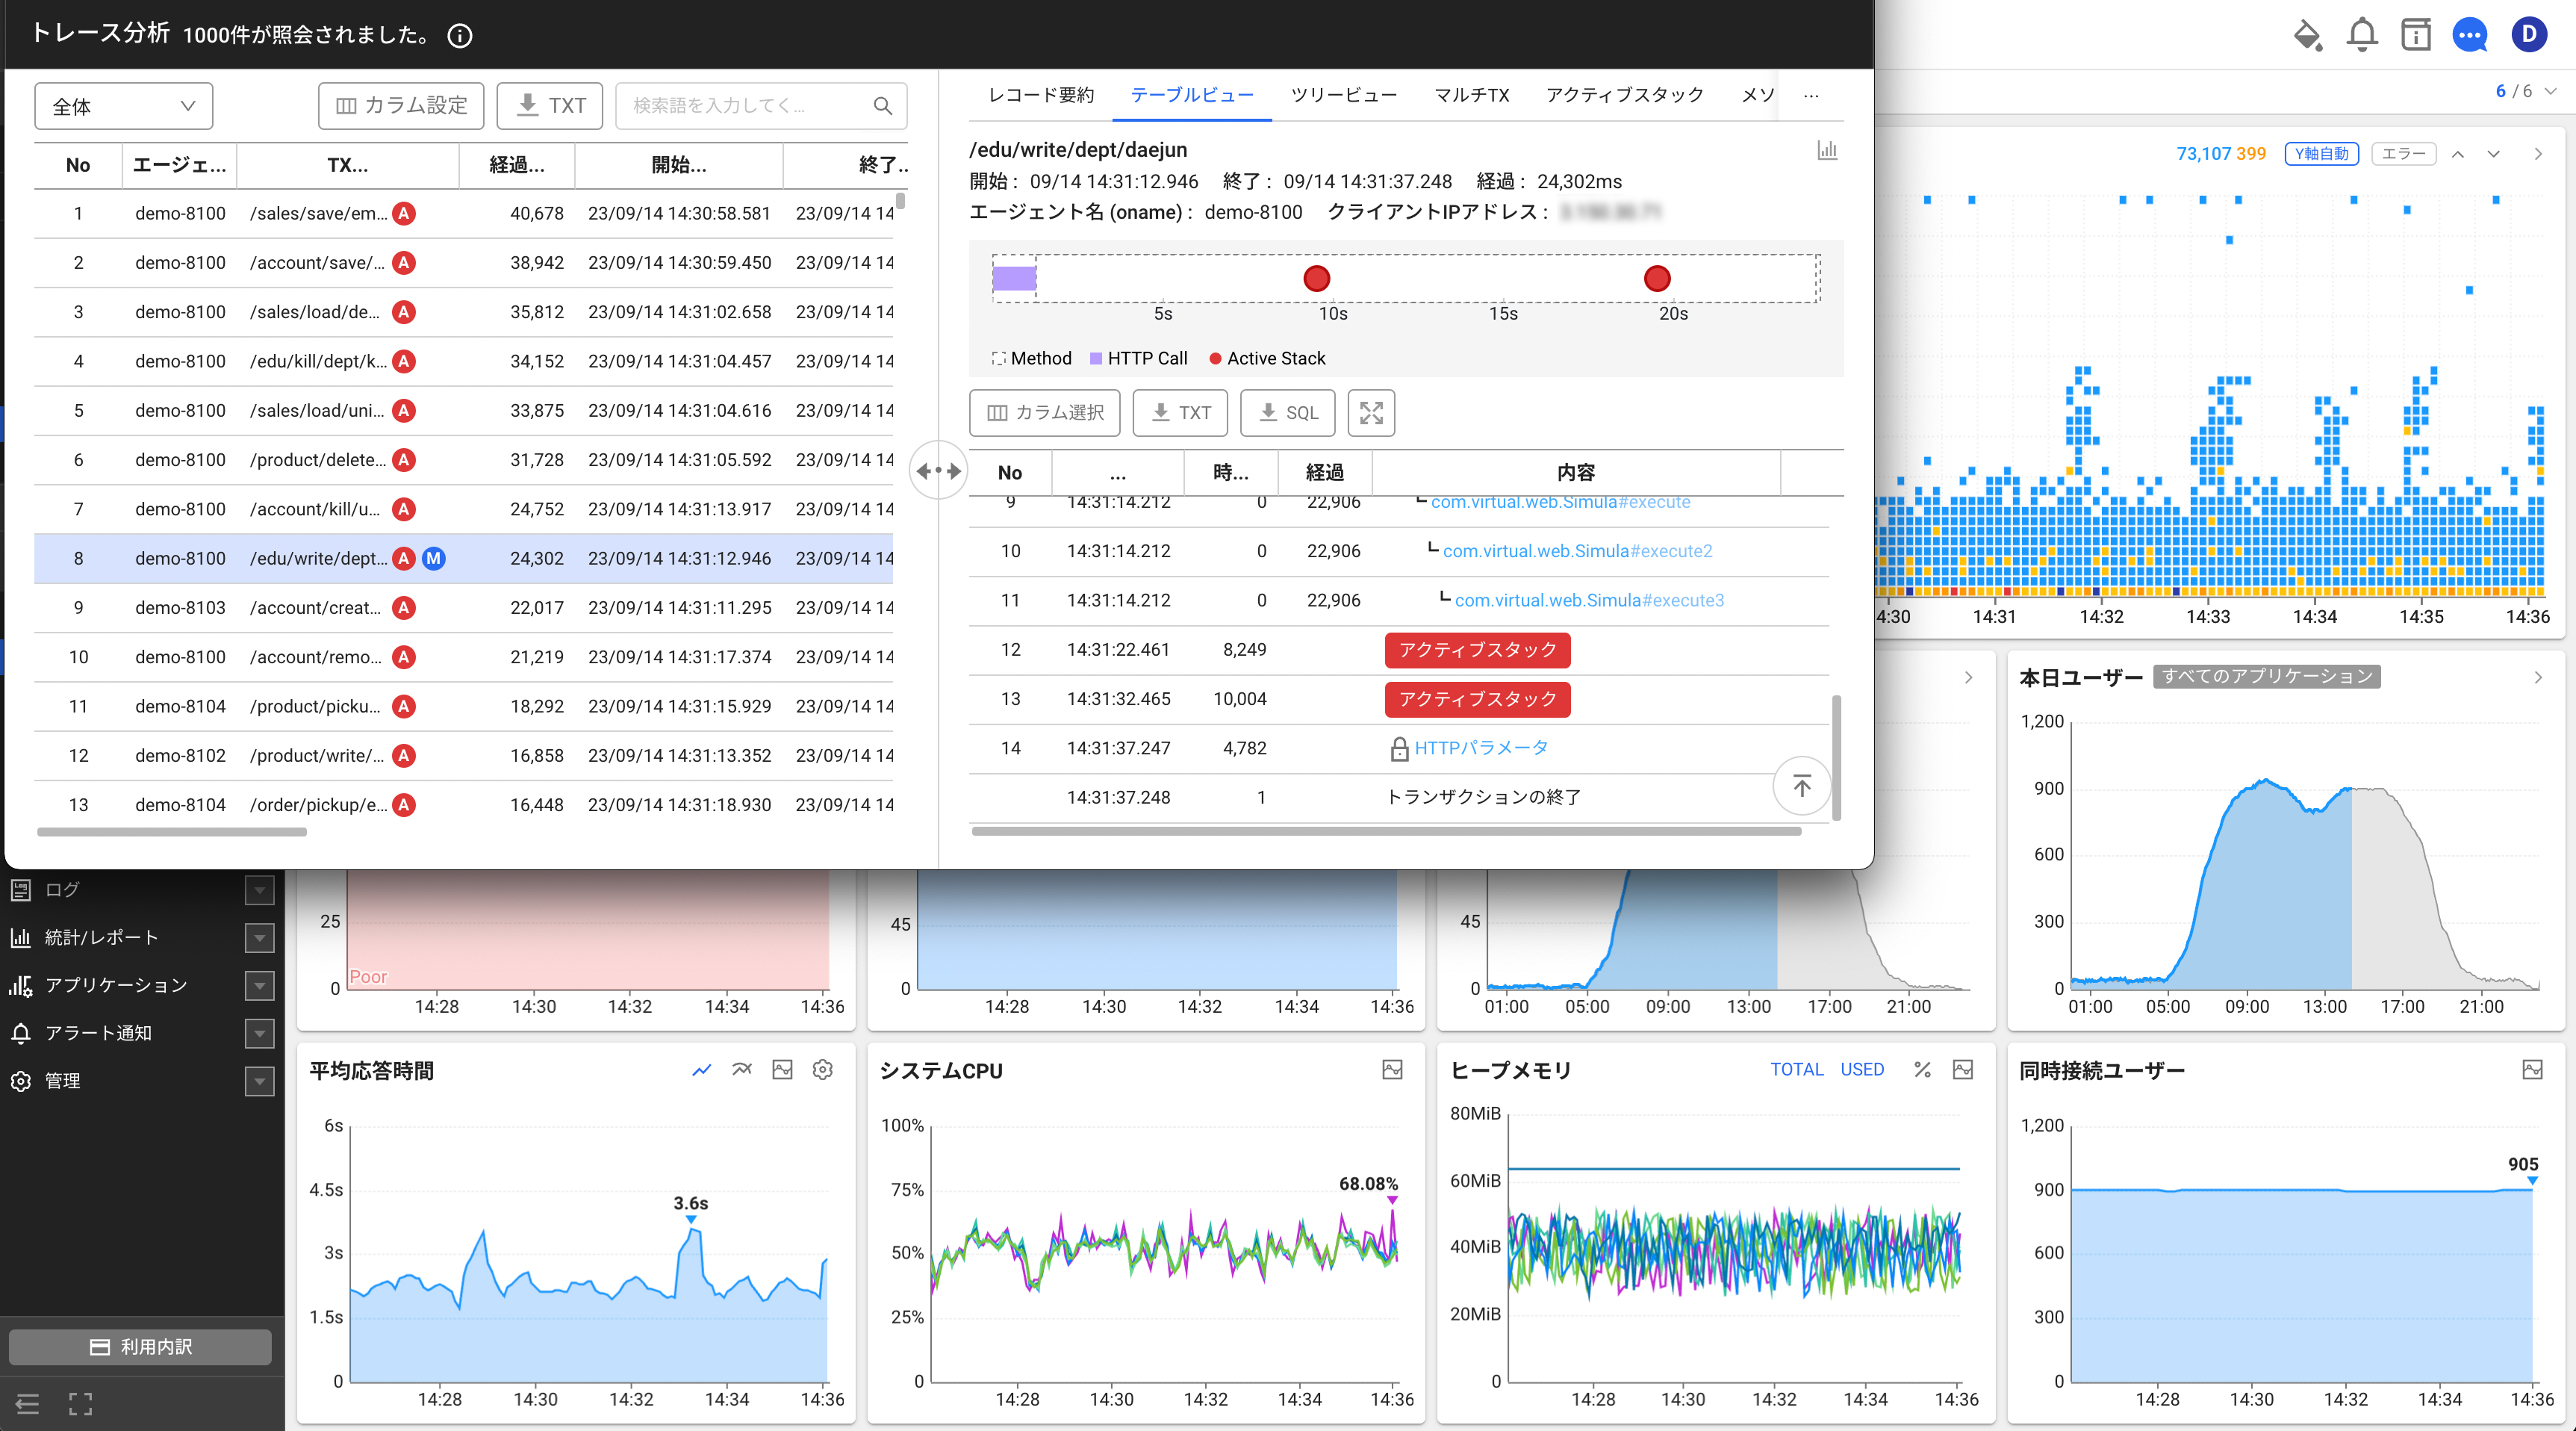 トレース分析 1000件が照会されました。
D
全体
カラム設定
TXT
検索語を入力してく...
No エージェ... TX... 経過... 開始... 終了..
1 demo-8100 /sales/save/em... A 40,678 23/09/14 14:30:58.581 23/09/14 14
2 demo-8100 /account/save/... A 38,942 23/09/14 14:30:59.450 23/09/14 14
3 demo-8100 /sales/load/de... A 35,812 23/09/14 14:31:02.658 23/09/14 14
4 demo-8100 /edu/kill/dept/k... A 34,152 23/09/14 14:31:04.457 23/09/14 14
5 demo-8100 /sales/load/uni... A 33,875 23/09/14 14:31:04.616 23/09/14 14
6 demo-8100 /product/delete... A 31,728 23/09/14 14:31:05.592 23/09/14 14
7 demo-8100 /account/kill/u... A 24,752 23/09/14 14:31:13.917 23/09/14 14
8 demo-8100 /edu/write/dept... A M 24,302 23/09/14 14:31:12.946 23/09/14 14
9 demo-8103 /account/creat... A 22,017 23/09/14 14:31:11.295 23/09/14 14
10 demo-8100 /account/remo... A 21,219 23/09/14 14:31:17.374 23/09/14 14
11 demo-8104 /product/picku... A 18,292 23/09/14 14:31:15.929 23/09/14 14
12 demo-8102 /product/write/... A 16,858 23/09/14 14:31:13.352 23/09/14 14
13 demo-8104 /order/pickup/e... A 16,448 23/09/14 14:31:18.930 23/09/14 14
レコード要約 テーブルビュー ツリービュー マルチTX アクティブスタック メソ ...
/edu/write/dept/daejun
開始 : 09/14 14:31:12.946 終了 : 09/14 14:31:37.248 経過 : 24,302ms
エージェント名 (oname) : demo-8100 クライアントIPアドレス :
5s 10s 15s 20s
Method HTTP Call Active Stack
カラム選択 TXT SQL
No ... 時... 経過 内容
9 14:31:14.212 0 22,906 com.virtual.web.Simula#execute
10 14:31:14.212 0 22,906 com.virtual.web.Simula#execute2
11 14:31:14.212 0 22,906 com.virtual.web.Simula#execute3
12 14:31:22.461 8,249 アクティブスタック
13 14:31:32.465 10,004 アクティブスタック
14 14:31:37.247 4,782 HTTPパラメータ
14:31:37.248 1 トランザクションの終了
6 / 6
73,107 399 Y軸自動 エラー
4:30 14:31 14:32 14:33 14:34 14:35 14:36
本日ユーザー すべてのアプリケーション
1,200
900
600
300
0
01:00 05:00 09:00 13:00 17:00 21:00
Log ログ
統計/レポート
アプリケーション
アラート通知
管理
利用内訳
25
Poor
0
14:28 14:30 14:32 14:34 14:36
45
0
14:28 14:30 14:32 14:34 14:36
45
0
01:00 05:00 09:00 13:00 17:00 21:00
平均応答時間
6s
4.5s
3.6s
3s
1.5s
0
14:28 14:30 14:32 14:34 14:36
システムCPU
100%
75%
68.08%
50%
25%
0
14:28 14:30 14:32 14:34 14:36
ヒープメモリ TOTAL USED %
80MiB
60MiB
40MiB
20MiB
0
14:28 14:30 14:32 14:34 14:36
同時接続ユーザー
1,200
905
900
600
300
0
14:28 14:30 14:32 14:34 14:36